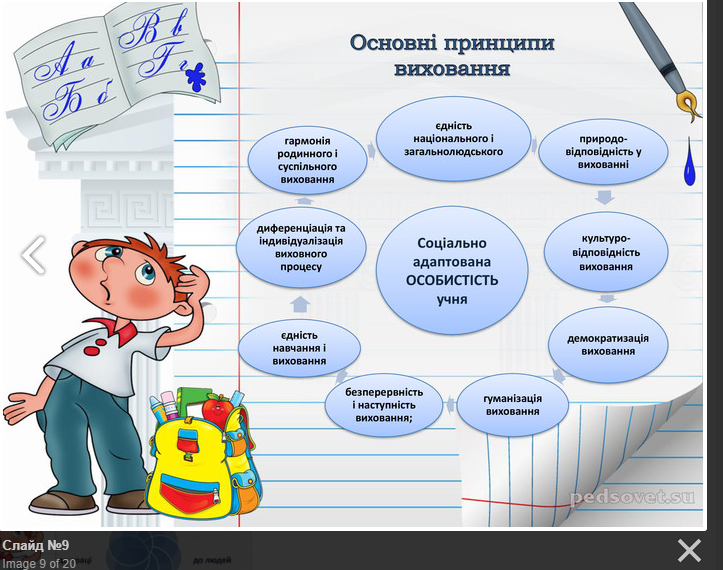 А а
Б б
В в
Г г
Основні принципи
виховання
єдність
національного і
загальнолюдського
природо-
відповідність у
вихованні
культуро-
відповідність
виховання
демократизація
виховання
гуманізація
виховання
безперервність
і наступність
виховання;
єдність
навчання і
виховання
диференціація та
індивідуалізація
виховного
процесу
гармонія
родинного і
суспільного
виховання
Соціально
адаптована
ОСОБИСТІСТЬ
учня
pedsovet.su
Слайд №9
Image 9 of 20
до людей